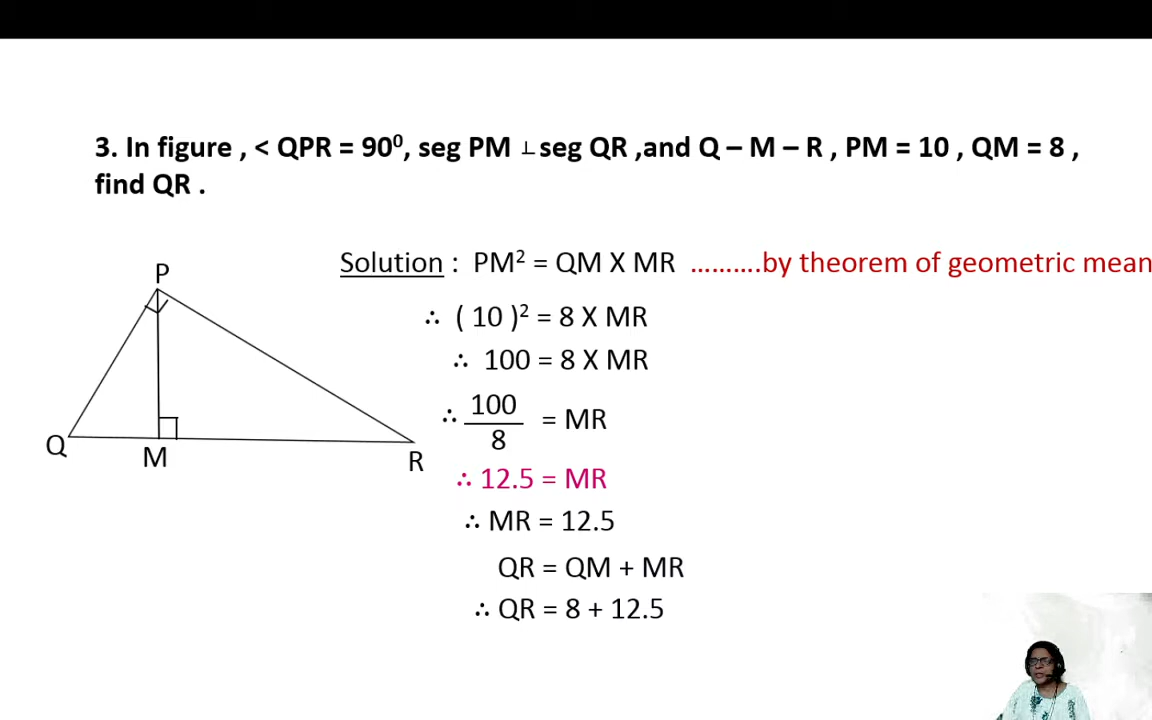 3. In figure , < QPR = 90⁰, seg PM ⊥ seg QR ,and Q – M – R , PM = 10 , QM = 8 ,
find QR .
Solution : PM² = QM X MR ..........by theorem of geometric mean
∴ ( 10 )² = 8 X MR
∴ 100 = 8 X MR
∴ 100/8 = MR
∴ 12.5 = MR
∴ MR = 12.5
QR = QM + MR
∴ QR = 8 + 12.5
P
Q
M
R